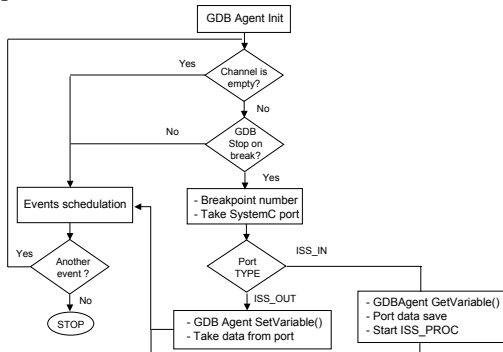 GDB Agent Init
Yes
Channel is
empty?
No
No
GDB
Stop on
break?
Yes
Events schedulation
- Breakpoint number
- Take SystemC port
Yes
Another
event ?
Port
TYPE
ISS_IN
No
ISS_OUT
STOP
- GDB Agent SetVariable()
- Take data from port
- GDBAgent GetVariable()
- Port data save
- Start ISS_PROC